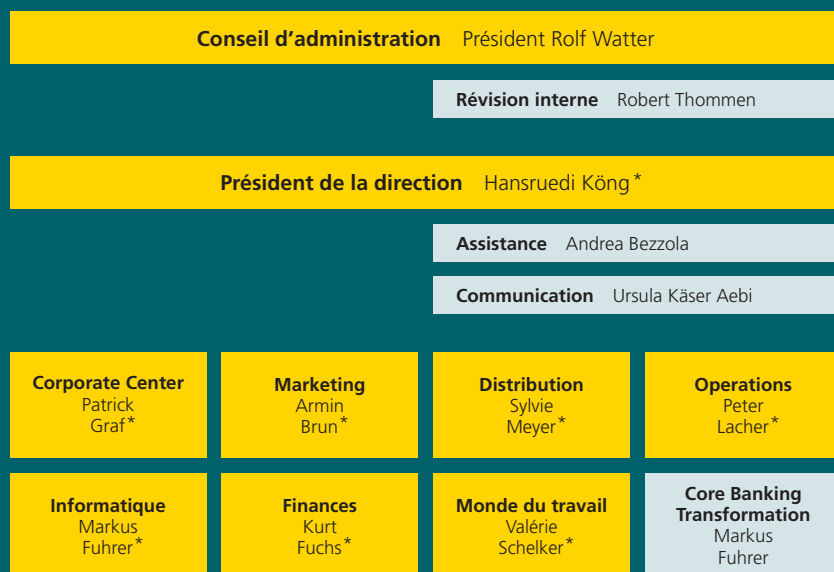 Conseil d’administration Président Rolf Watter
Révision interne Robert Thommen
Président de la direction Hansruedi Köng*
Assistance Andrea Bezzola
Communication Ursula Käser Aebi
Corporate Center
Patrick
Graf*
Marketing
Armin
Brun*
Distribution
Sylvie
Meyer*
Operations
Peter
Lacher*
Informatique
Markus
Fuhrer*
Finances
Kurt
Fuchs*
Monde du travail
Valérie
Schelker*
Core Banking
Transformation
Markus
Fuhrer